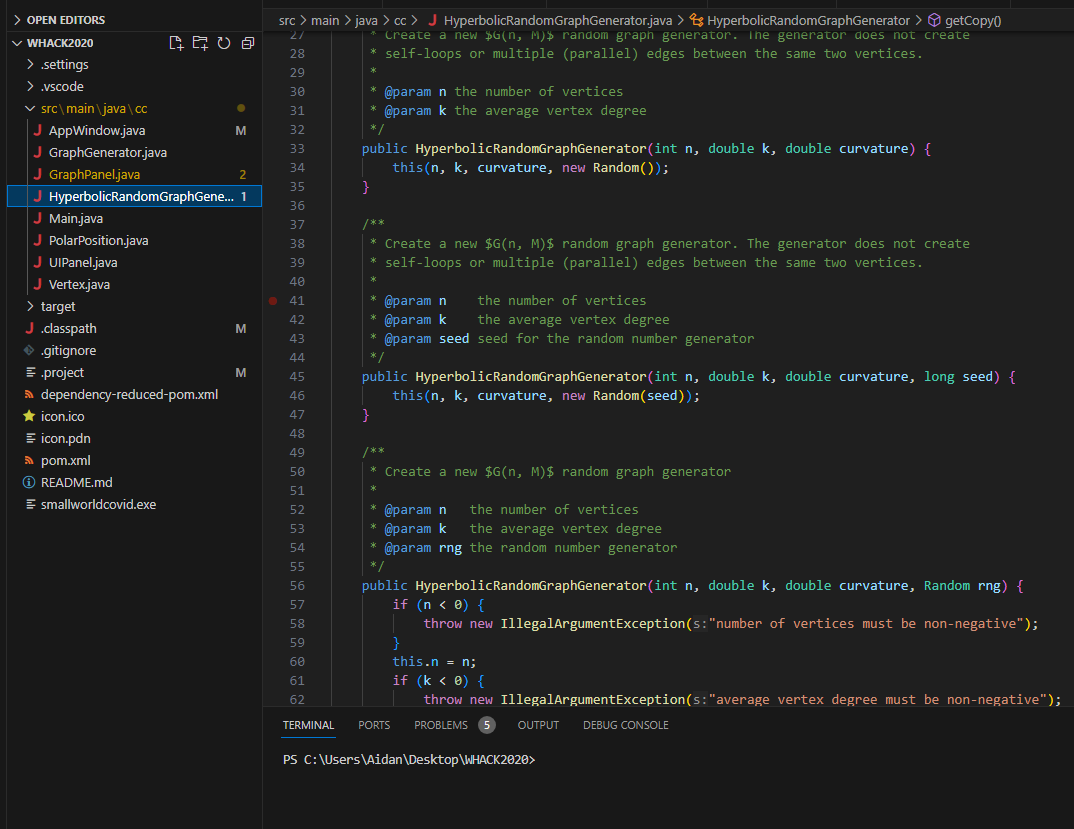 OPEN EDITORS
WHACK2020
.settings
.vscode
src\main\java\cc
AppWindow.java M
GraphGenerator.java
GraphPanel.java 2
HyperbolicRandomGraphGene... 1
Main.java
PolarPosition.java
UIPanel.java
Vertex.java
target
.classpath M
.gitignore
.project M
dependency-reduced-pom.xml
icon.ico
icon.pdn
pom.xml
README.md
smallworldcovid.exe
src > main > java > cc > HyperbolicRandomGraphGenerator.java > HyperbolicRandomGraphGenerator > getCopy()
27 * Create a new $G(n, M)$ random graph generator. The generator does not create
28 * self-loops or multiple (parallel) edges between the same two vertices.
29 *
30 * @param n the number of vertices
31 * @param k the average vertex degree
32 */
33 public HyperbolicRandomGraphGenerator(int n, double k, double curvature) {
34 this(n, k, curvature, new Random());
35 }
36
37 /**
38 * Create a new $G(n, M)$ random graph generator. The generator does not create
39 * self-loops or multiple (parallel) edges between the same two vertices.
40 *
41 * @param n    the number of vertices
42 * @param k    the average vertex degree
43 * @param seed seed for the random number generator
44 */
45 public HyperbolicRandomGraphGenerator(int n, double k, double curvature, long seed) {
46 this(n, k, curvature, new Random(seed));
47 }
48
49 /**
50 * Create a new $G(n, M)$ random graph generator
51 *
52 * @param n   the number of vertices
53 * @param k   the average vertex degree
54 * @param rng the random number generator
55 */
56 public HyperbolicRandomGraphGenerator(int n, double k, double curvature, Random rng) {
57 if (n < 0) {
58 throw new IllegalArgumentException(s:"number of vertices must be non-negative");
59 }
60 this.n = n;
61 if (k < 0) {
62 throw new IllegalArgumentException(s:"average vertex degree must be non-negative");
TERMINAL PORTS PROBLEMS 5 OUTPUT DEBUG CONSOLE
PS C:\Users\Aidan\Desktop\WHACK2020>